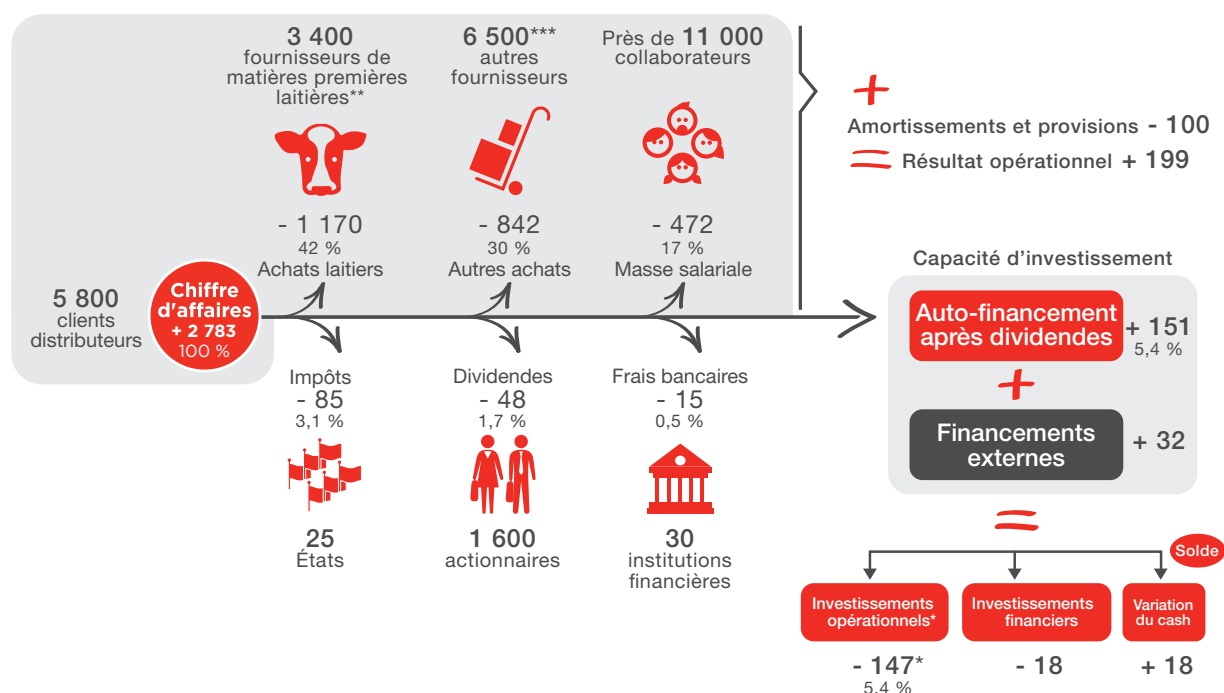 3 400
fournisseurs de
matières premières
laitières**
6 500***
autres
fournisseurs
Près de 11 000
collaborateurs
- 1 170
42 %
Achats laitiers
- 842
30 %
Autres achats
- 472
17 %
Masse salariale
+
Amortissements et provisions - 100
= Résultat opérationnel + 199
5 800
clients
distributeurs
Chiffre
d'affaires
+ 2 783
100 %
Impôts
- 85
3,1 %
25
États
Dividendes
- 48
1,7 %
1 600
actionnaires
Frais bancaires
- 15
0,5 %
30
institutions
financières
Capacité d'investissement
Auto-financement
après dividendes
+ 151
5,4 %
+
Financements
externes
+ 32
=
Solde
Investissements
opérationnels*
- 147*
5,4 %
Investissements
financiers
- 18
Variation
du cash
+ 18